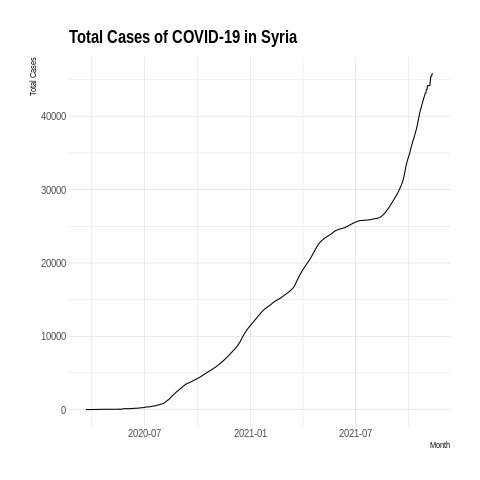 Total Cases of COVID-19 in Syria
Total Cases
40000
30000
20000
10000
0
2020-07
2021-01
2021-07
Month